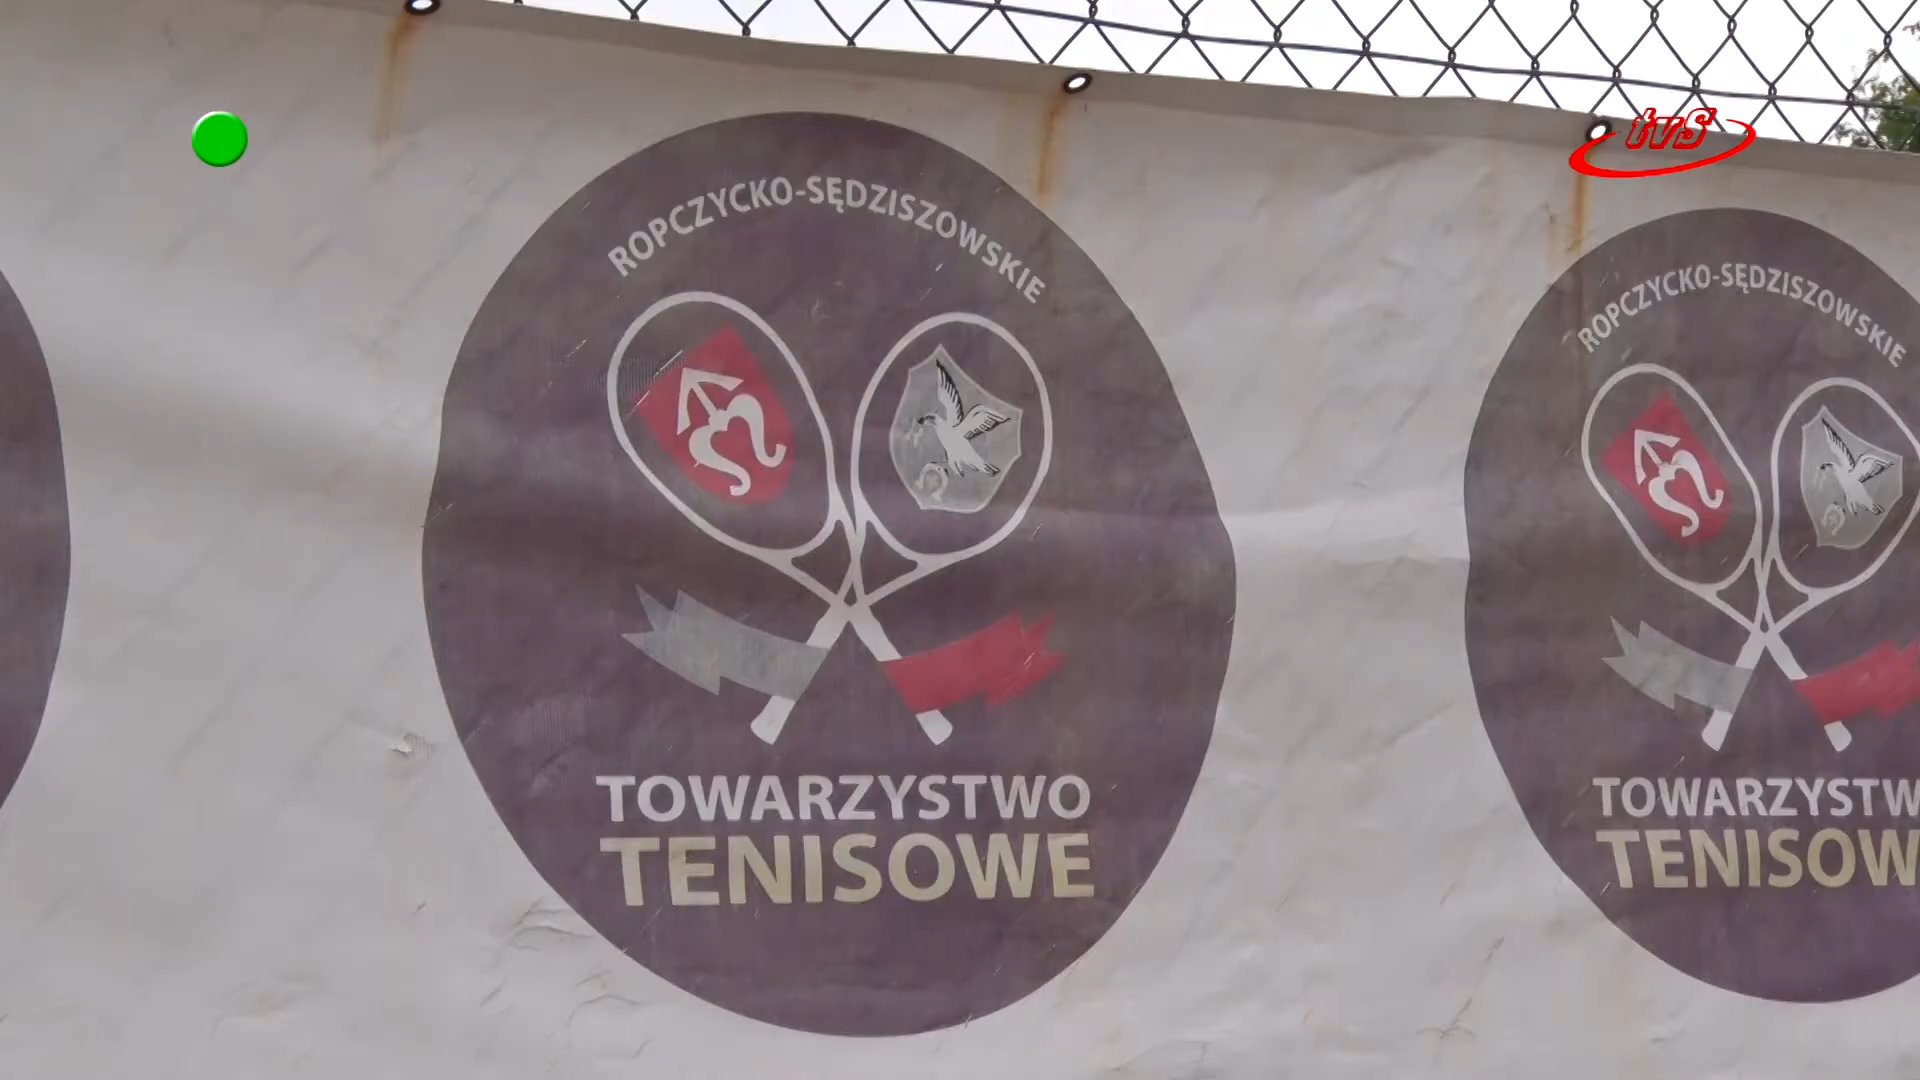 tvS
ROPCZYCKO-SĘDZISZOWSKIE
TOWARZYSTWO
TENISOWE
ROPCZYCKO-SĘDZISZOWSKIE
TOWARZYSTW
TENISOW